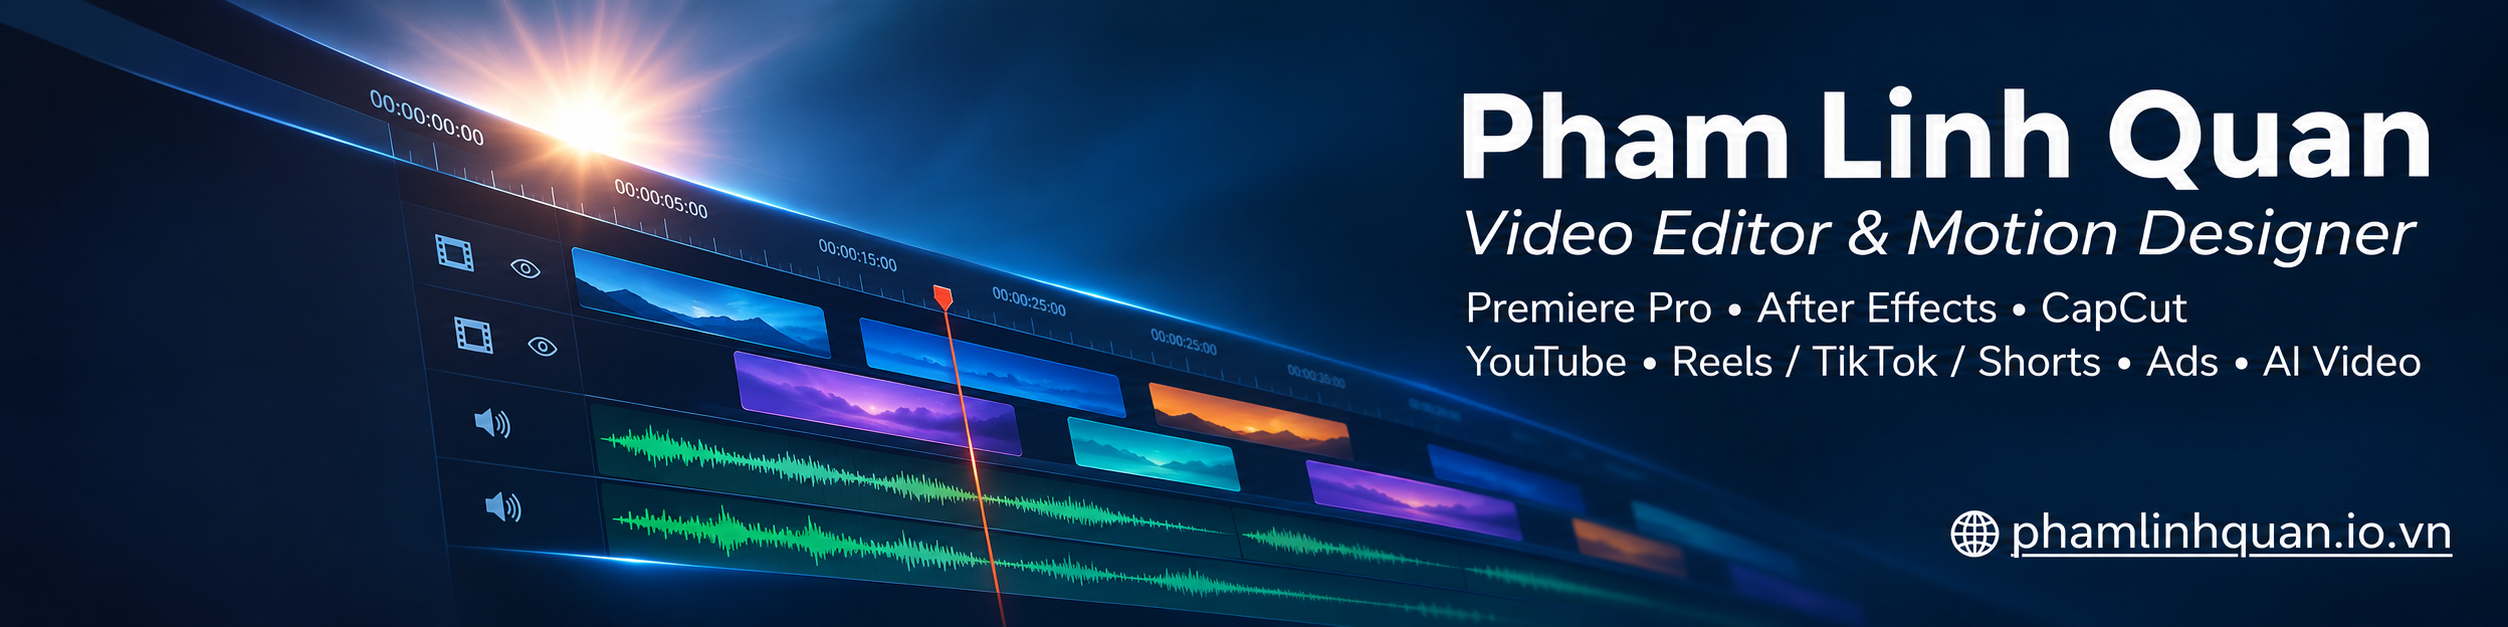 00:00:00:00
00:00:05:00
00:00:15:00
00:00:25:00
00:00:25:00
Pham Linh Quan
Video Editor & Motion Designer
Premiere Pro • After Effects • CapCut
YouTube • Reels / TikTok / Shorts • Ads • AI Video
phamlinhquan.io.vn